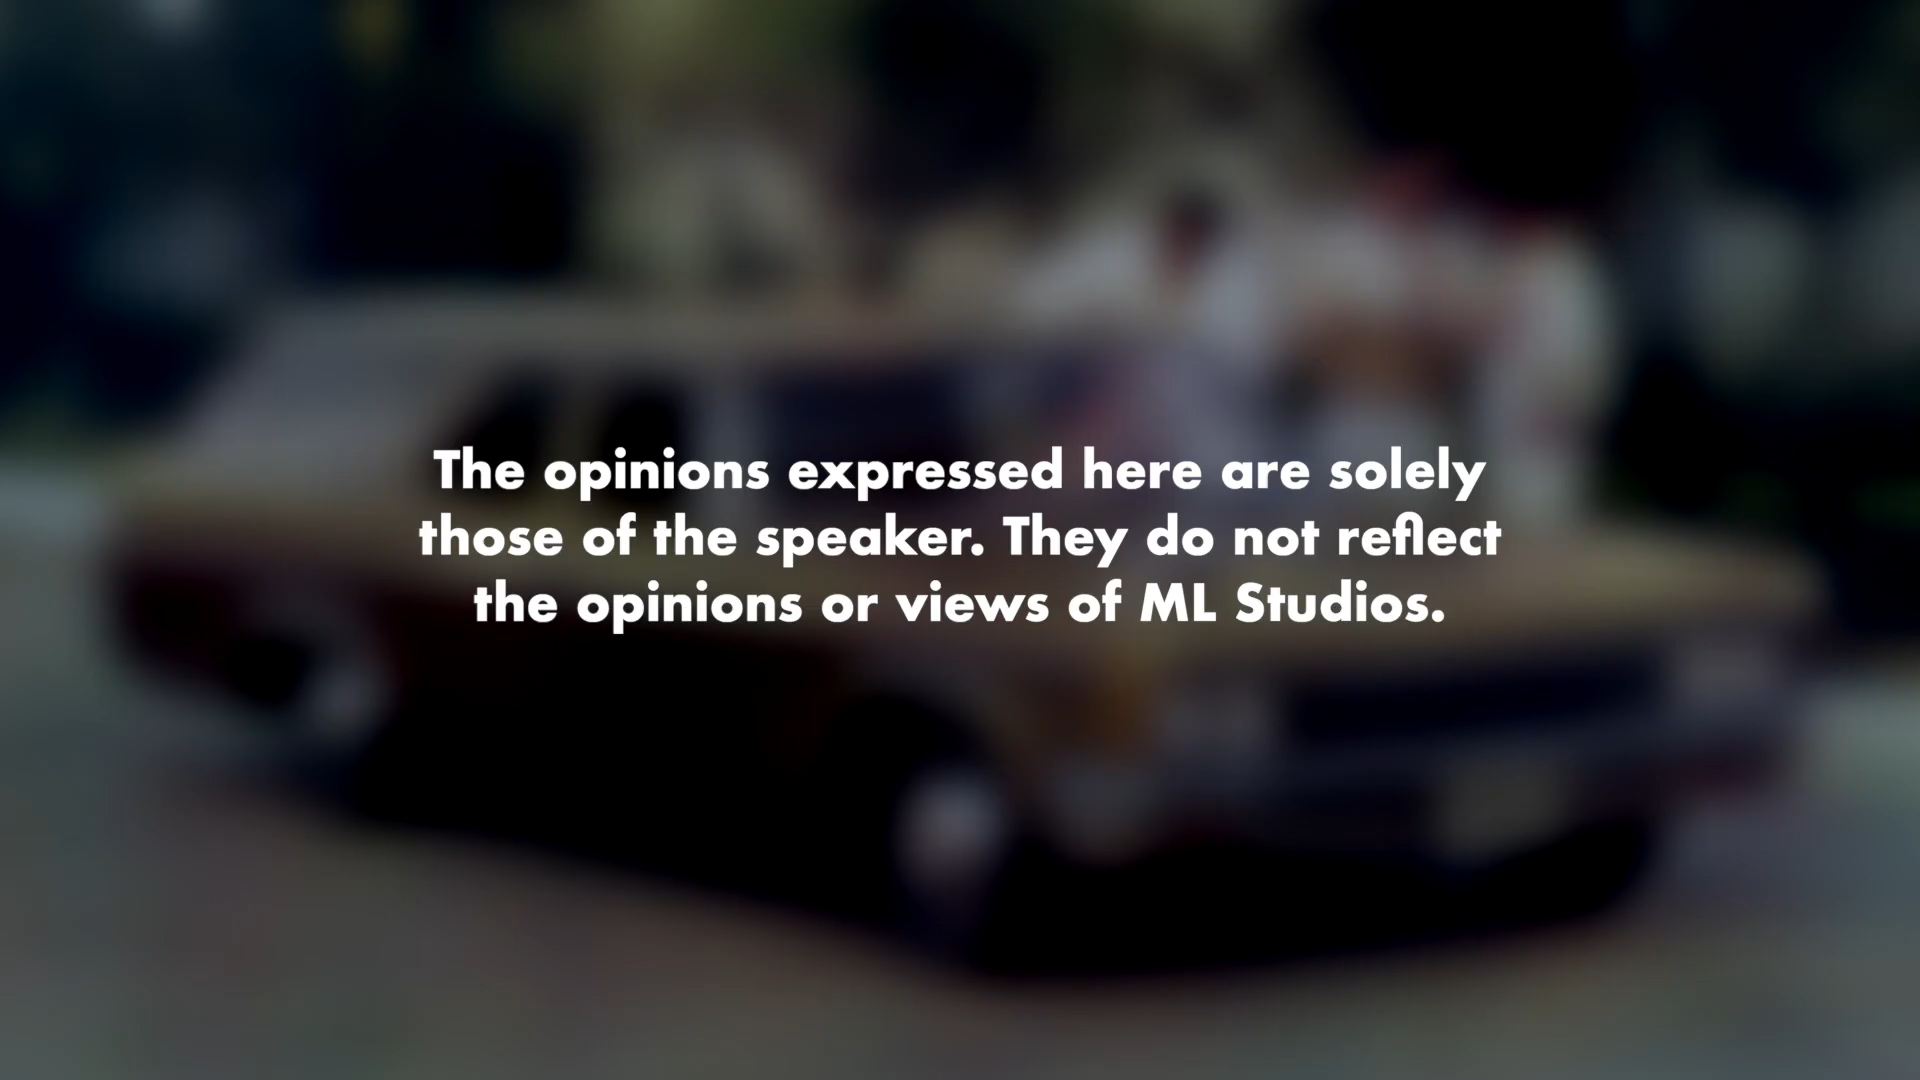 The opinions expressed here are solely
those of the speaker. They do not reflect
the opinions or views of ML Studios.